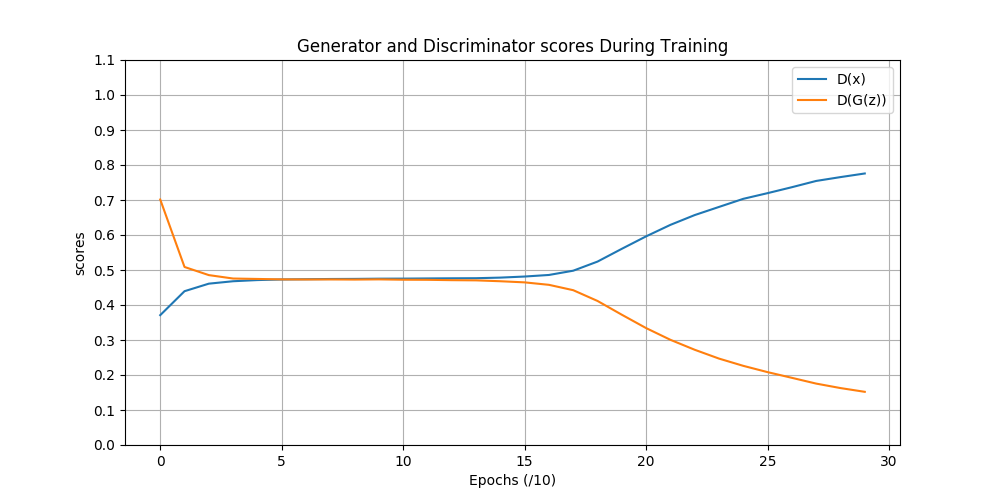 Generator and Discriminator scores During Training
1.1
1.0
0.9
0.8
0.7
0.6
0.5
0.4
0.3
0.2
0.1
0.0
scores
D(x)
D(G(z))
0 5 10 15 20 25 30
Epochs (/10)